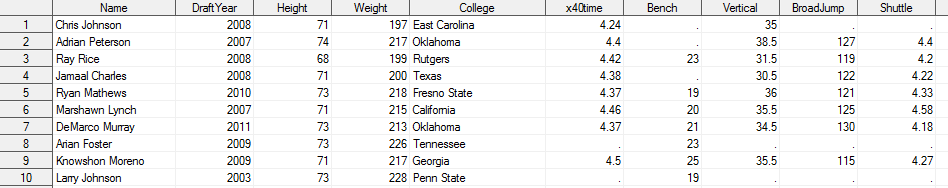 Name DraftYear Height Weight College x40time Bench Vertical BroadJump Shuttle
1 Chris Johnson 2008 71 197 East Carolina 4.24 . 35 . .
2 Adrian Peterson 2007 74 217 Oklahoma 4.4 . 38.5 127 4.4
3 Ray Rice 2008 68 199 Rutgers 4.42 23 31.5 119 4.2
4 Jamaal Charles 2008 71 200 Texas 4.38 . 30.5 122 4.22
5 Ryan Mathews 2010 73 218 Fresno State 4.37 19 36 121 4.33
6 Marshawn Lynch 2007 71 215 California 4.46 20 35.5 125 4.58
7 DeMarco Murray 2011 73 213 Oklahoma 4.37 21 34.5 130 4.18
8 Arian Foster 2009 73 226 Tennessee . 23 . . .
9 Knowshon Moreno 2009 71 217 Georgia 4.5 25 35.5 115 4.27
10 Larry Johnson 2003 73 228 Penn State . 19 . . .